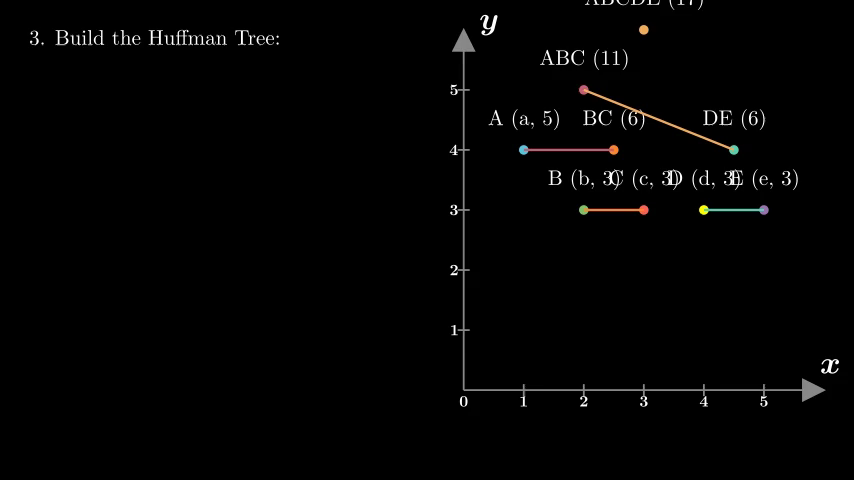 3. Build the Huffman Tree:
ABCDE (17)
y
ABC (11)
5
A (a, 5) BC (6) DE (6)
4
B (b, 3) C (c, 3) D (d, 3) E (e, 3)
3
2
1
x
0 1 2 3 4 5